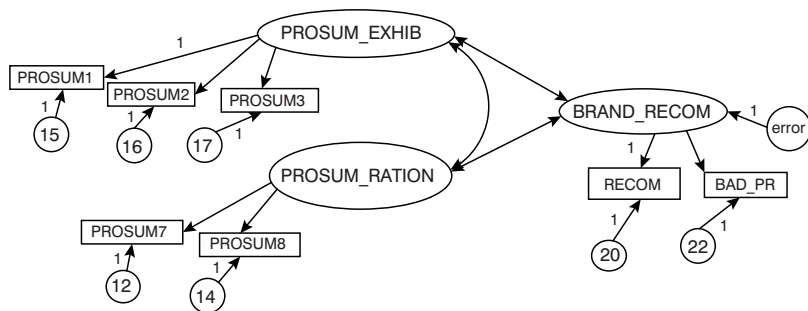 PROSUM_EXHIB
1
PROSUM1
PROSUM2
PROSUM3
1
15
1
16
17
1
BRAND_RECOM
1
error
1
RECOM
BAD_PR
1
20
22
1
PROSUM_RATION
PROSUM7
PROSUM8
1
12
1
14